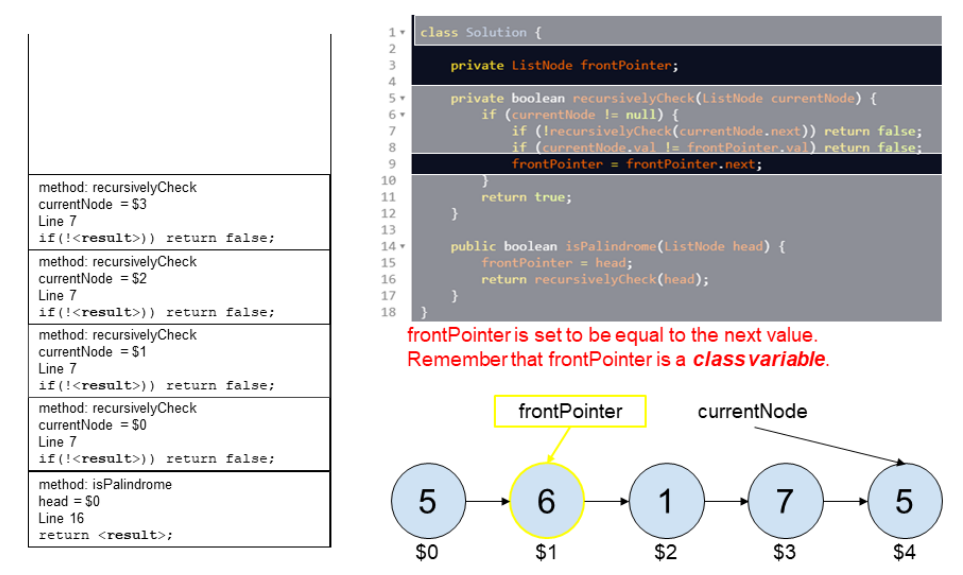 method: recursivelyCheck
currentNode = $3
Line 7
if(!<result>)) return false;
method: recursivelyCheck
currentNode = $2
Line 7
if(!<result>)) return false;
method: recursivelyCheck
currentNode = $1
Line 7
if(!<result>)) return false;
method: recursivelyCheck
currentNode = $0
Line 7
if(!<result>)) return false;
method: isPalindrome
head = $0
Line 16
return <result>;
1 class Solution {
2
3 private ListNode frontPointer;
4
5 private boolean recursivelyCheck(ListNode currentNode) {
6 if (currentNode != null) {
7 if (!recursivelyCheck(currentNode.next)) return false;
8 if (currentNode.val != frontPointer.val) return false;
9 frontPointer = frontPointer.next;
10 }
11 return true;
12 }
13
14 public boolean isPalindrome(ListNode head) {
15 frontPointer = head;
16 return recursivelyCheck(head);
17 }
18 }
frontPointer is set to be equal to the next value.
Remember that frontPointer is a class variable.
frontPointer currentNode
5 6 1 7 5
$0 $1 $2 $3 $4